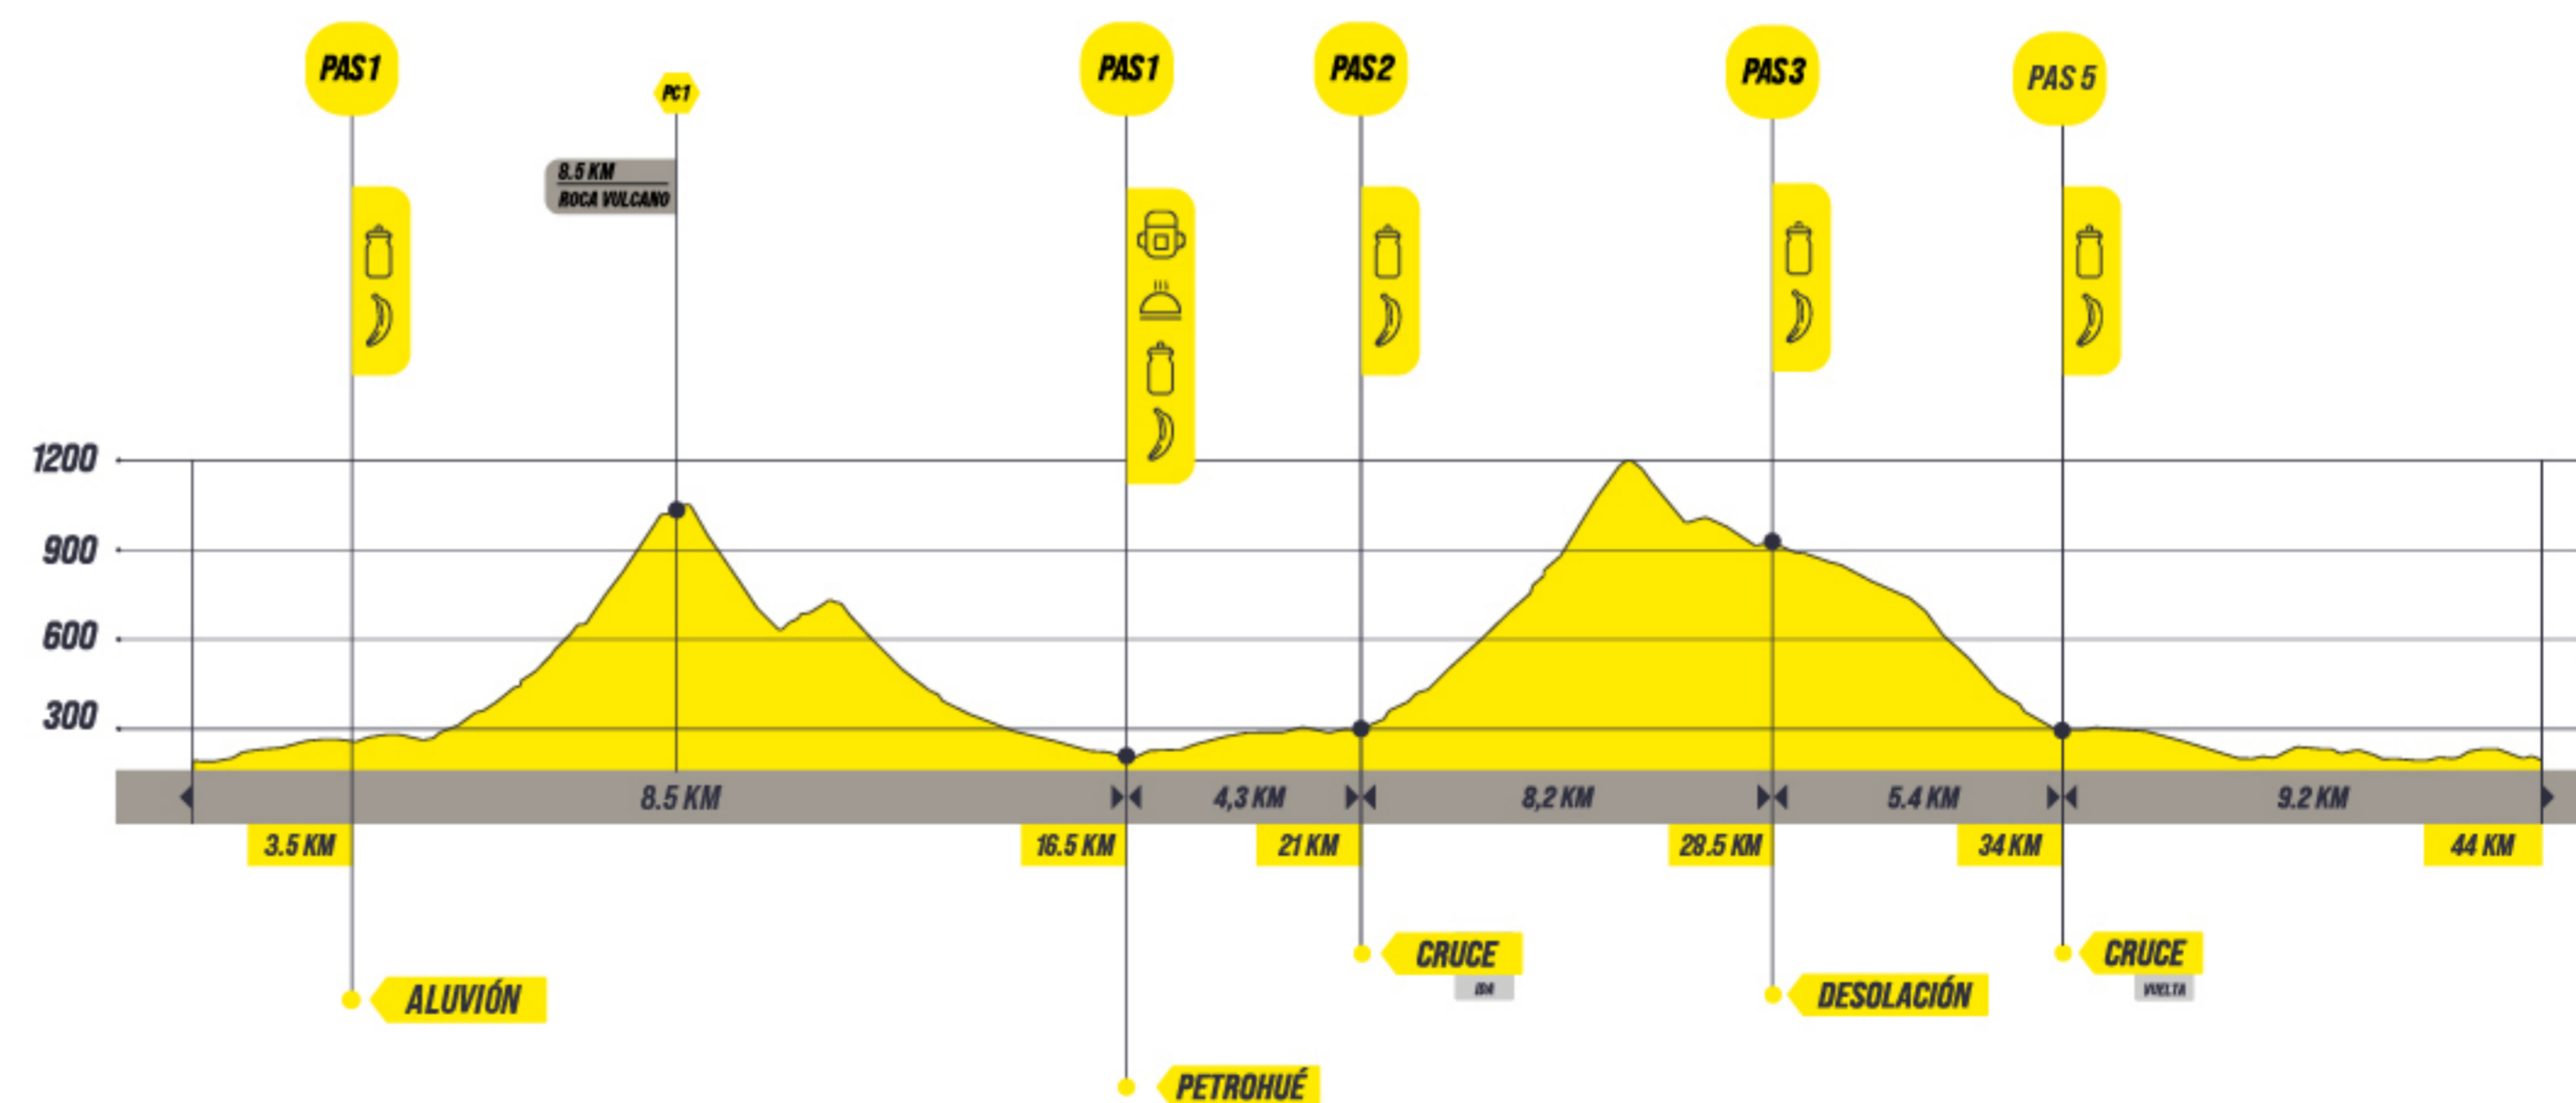 PAS1
PC1
PAS1
PAS2
PAS3
PAS 5
8.5 KM
ROCA VULCANO
1200
900
600
300
8.5 KM
4,3 KM
8,2 KM
5.4 KM
9.2 KM
3.5 KM
16.5 KM
21 KM
28.5 KM
34 KM
44 KM
CRUCE
IDA
CRUCE
VUELTA
ALUVIÓN
DESOLACIÓN
PETROHUÉ